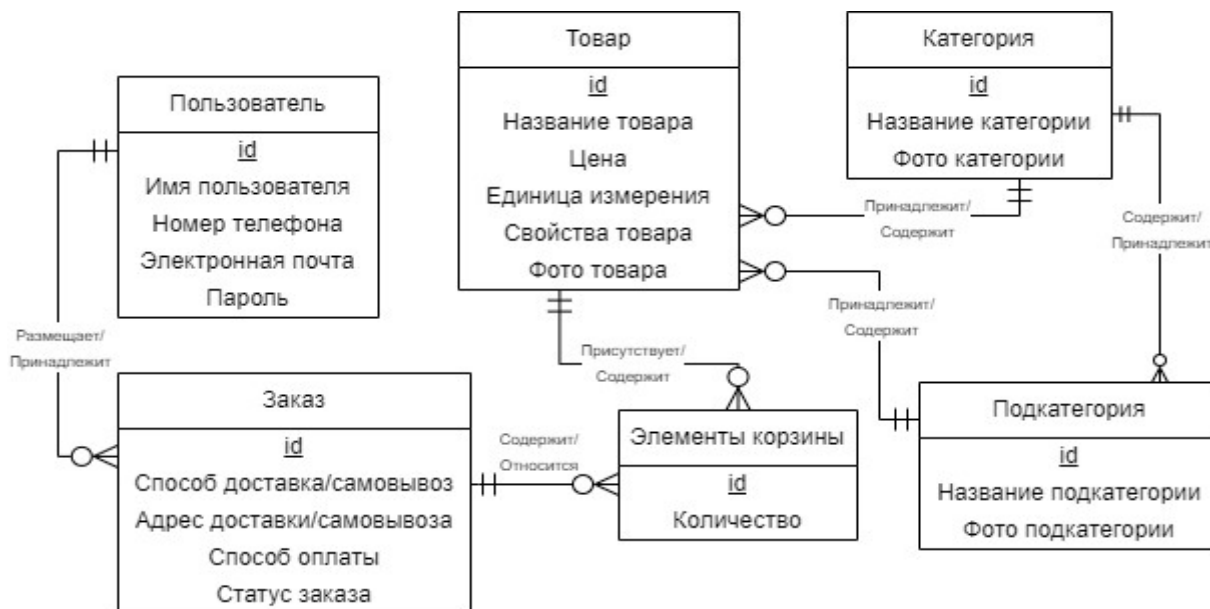 Пользователь
id
Имя пользователя
Номер телефона
Электронная почта
Пароль
Товар
id
Название товара
Цена
Единица измерения
Свойства товара
Фото товара
Категория
id
Название категории
Фото категории
Принадлежит/
Содержит
Содержит/
Принадлежит
Принадлежит/
Содержит
Размещает/
Принадлежит
Присутствует/
Содержит
Заказ
id
Способ доставка/самовывоз
Адрес доставки/самовывоза
Способ оплаты
Статус заказа
Содержит/
Относится
Элементы корзины
id
Количество
Подкатегория
id
Название подкатегории
Фото подкатегории